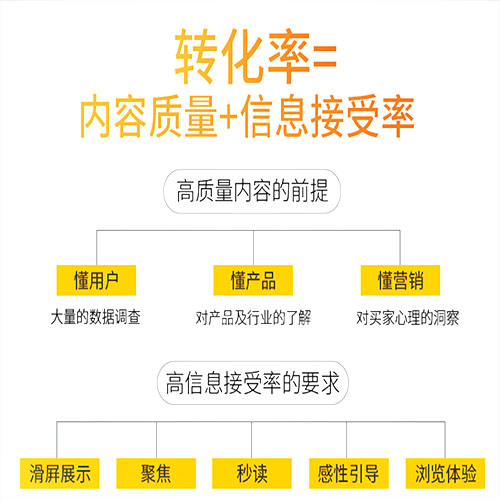 转化率=
内容质量+信息接受率
高质量内容的前提
懂用户 懂产品 懂营销
大量的数据调查 对产品及行业的了解 对买家心理的洞察
高信息接受率的要求
滑屏展示 聚焦 秒读 感性引导 浏览体验